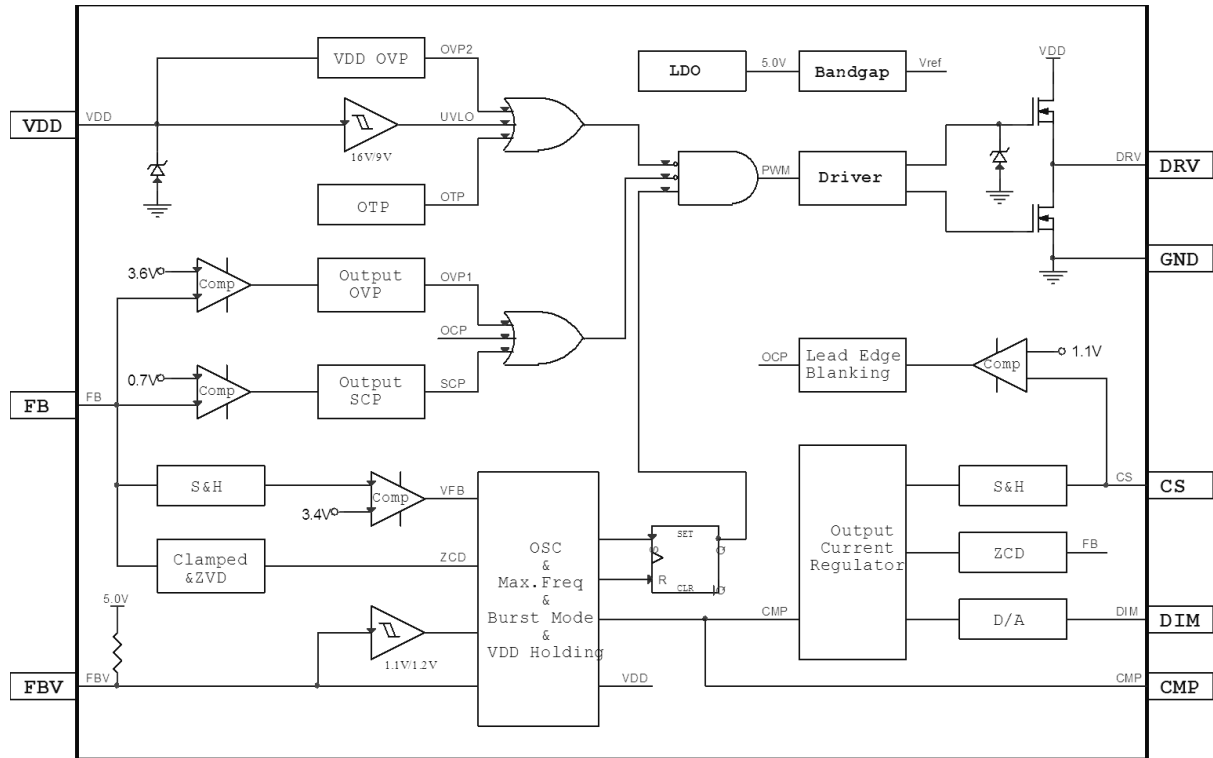 VDD OVP
OVP2
LDO
5.0V
Bandgap
Vref
VDD
VDD
VDD
UVLO
16V/9V
DRV
DRV
PWM
Driver
OTP
OTP
3.6V
Comp
Output
OVP
OVP1
GND
OCP
OCP
Lead Edge
Blanking
Comp
1.1V
0.7V
Comp
Output
SCP
SCP
FB
FB
S&H
Comp
VFB
3.4V
S&H
CS
CS
Clamped
&ZVD
ZCD
OSC
&
Max.Freq
&
Burst Mode
&
VDD Holding
SET
S
Q
R
CLR
Q
Output
Current
Regulator
ZCD
FB
5.0V
1.1V/1.2V
CMP
D/A
DIM
DIM
FBV
FBV
VDD
CMP
CMP